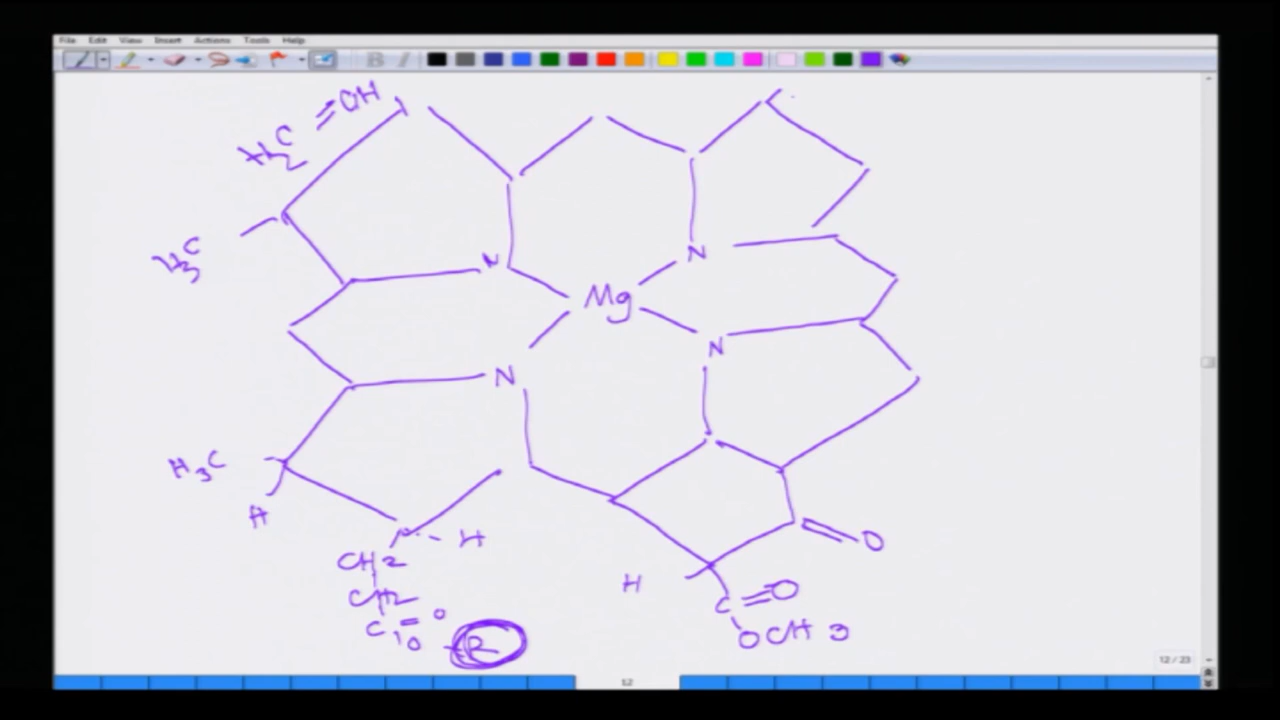 File Edit View Insert Actions Tools Help
B I
H2C = CH
H3C
N
N
Mg
N
N
H3C
H
H
CH2
CH2
C = O
O - R
O
H
C = O
OCH3
12 / 23
12